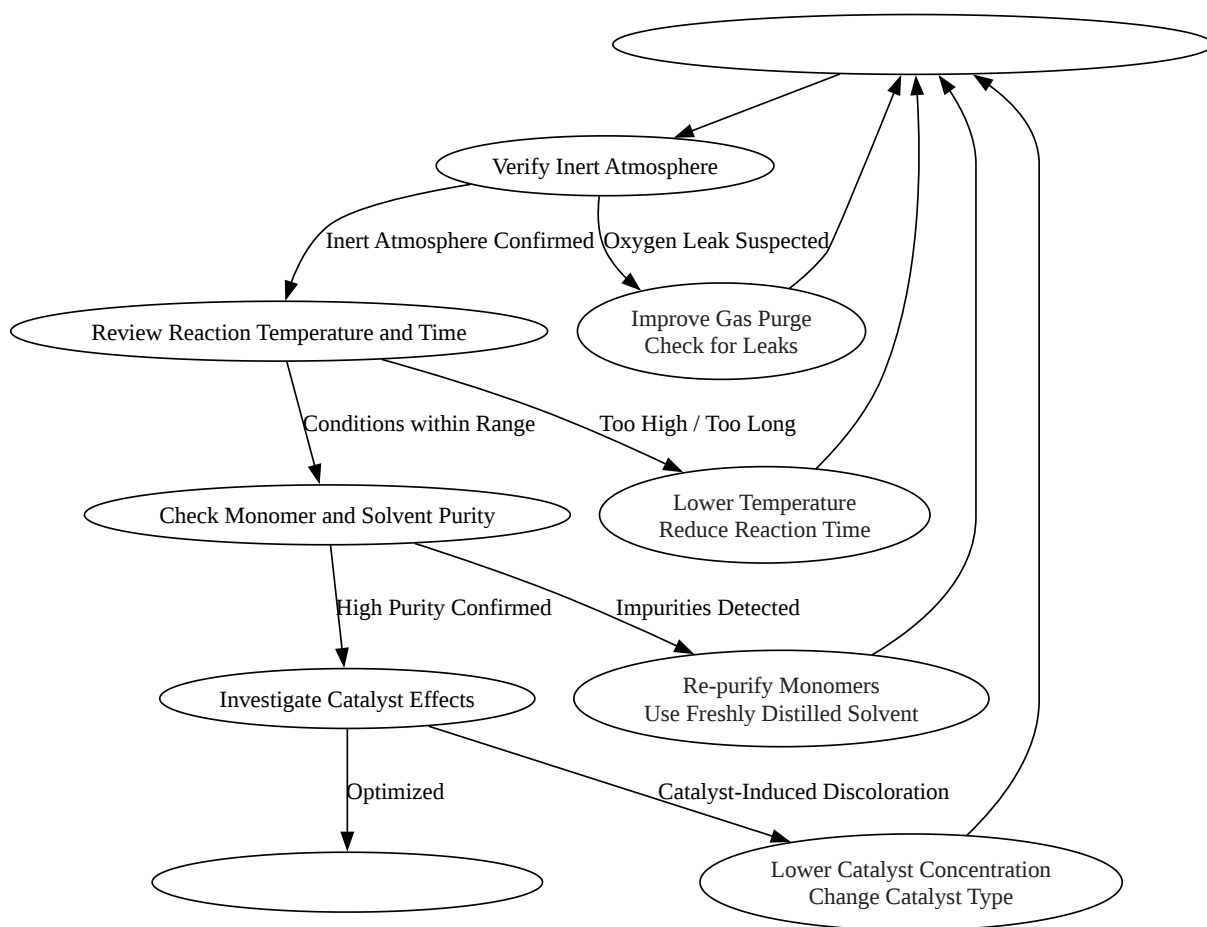 Verify Inert Atmosphere
Inert Atmosphere Confirmed
Oxygen Leak Suspected
Review Reaction Temperature and Time
Improve Gas Purge
Check for Leaks
Conditions within Range
Too High / Too Long
Check Monomer and Solvent Purity
Lower Temperature
Reduce Reaction Time
High Purity Confirmed
Impurities Detected
Investigate Catalyst Effects
Re-purify Monomers
Use Freshly Distilled Solvent
Optimized
Catalyst-Induced Discoloration
Lower Catalyst Concentration
Change Catalyst Type